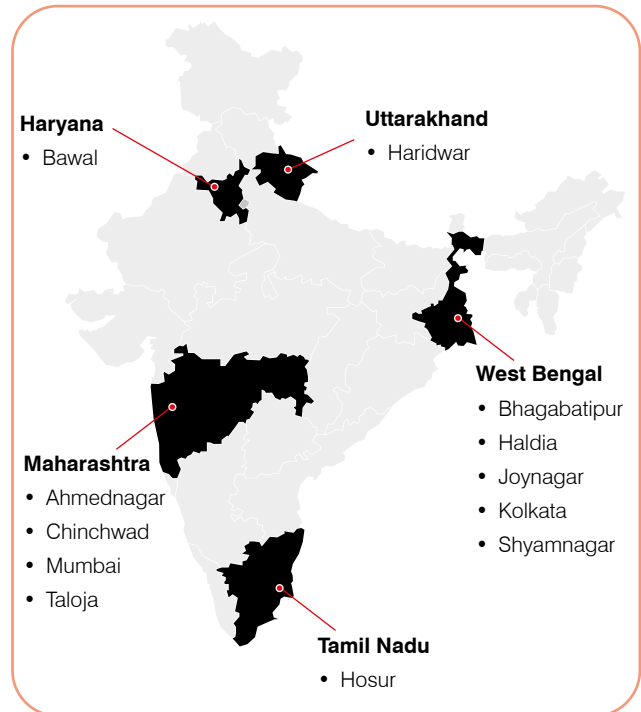 Haryana
• Bawal
Uttarakhand
• Haridwar
West Bengal
• Bhagabatipur
• Haldia
• Joynagar
• Kolkata
• Shyamnagar
Maharashtra
• Ahmednagar
• Chinchwad
• Mumbai
• Taloja
Tamil Nadu
• Hosur